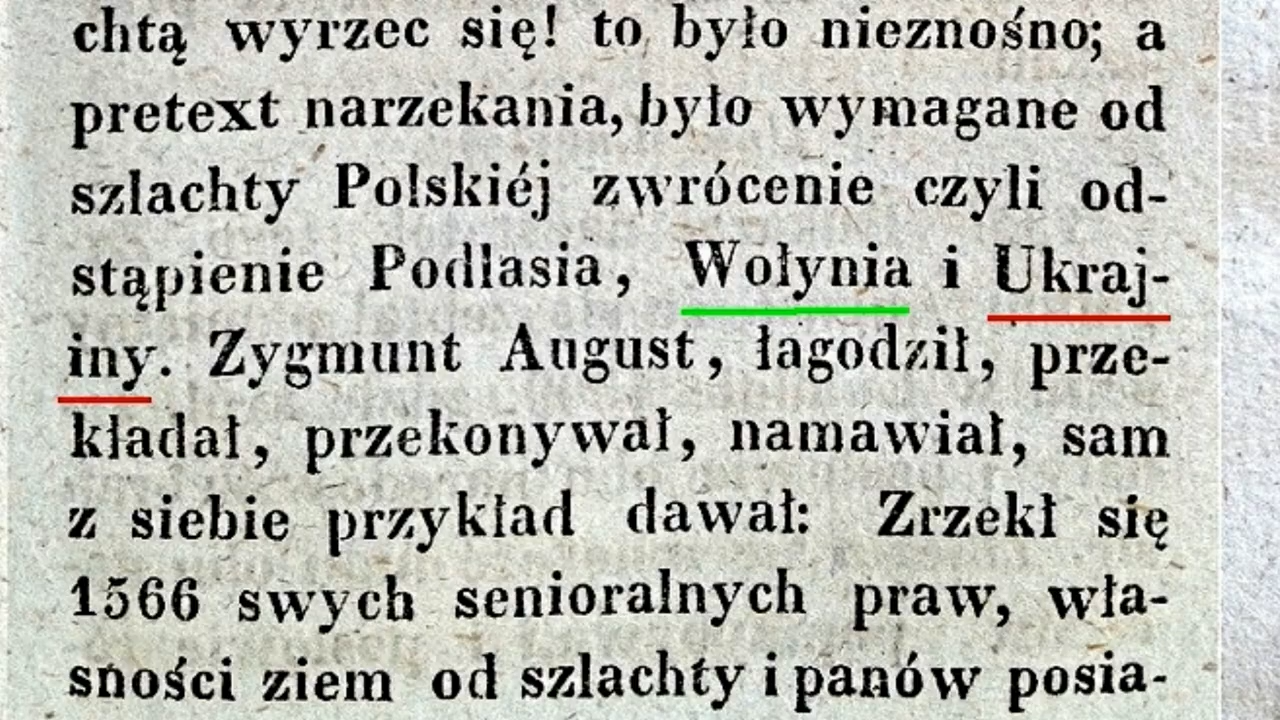 chtą wyrzec się! to było nieznośno; a
pretext narzekania, było wymagane od
szlachty Polskiéj zwrócenie czyli od-
stąpienie Podlasia, Wołynia i Ukraj-
iny. Zygmunt August, łagodził, prze-
kładał, przekonywał, namawiał, sam
z siebie przykład dawał: Zrzekł się
1566 swych senioralnych praw, wła-
sności ziem od szlachty i panów posia-